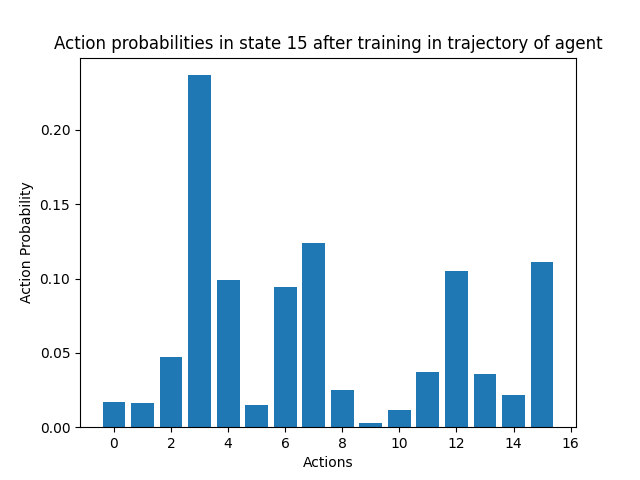 Action probabilities in state 15 after training in trajectory of agent
0.20
0.15
0.10
0.05
0.00
Action Probability
0 2 4 6 8 10 12 14 16
Actions